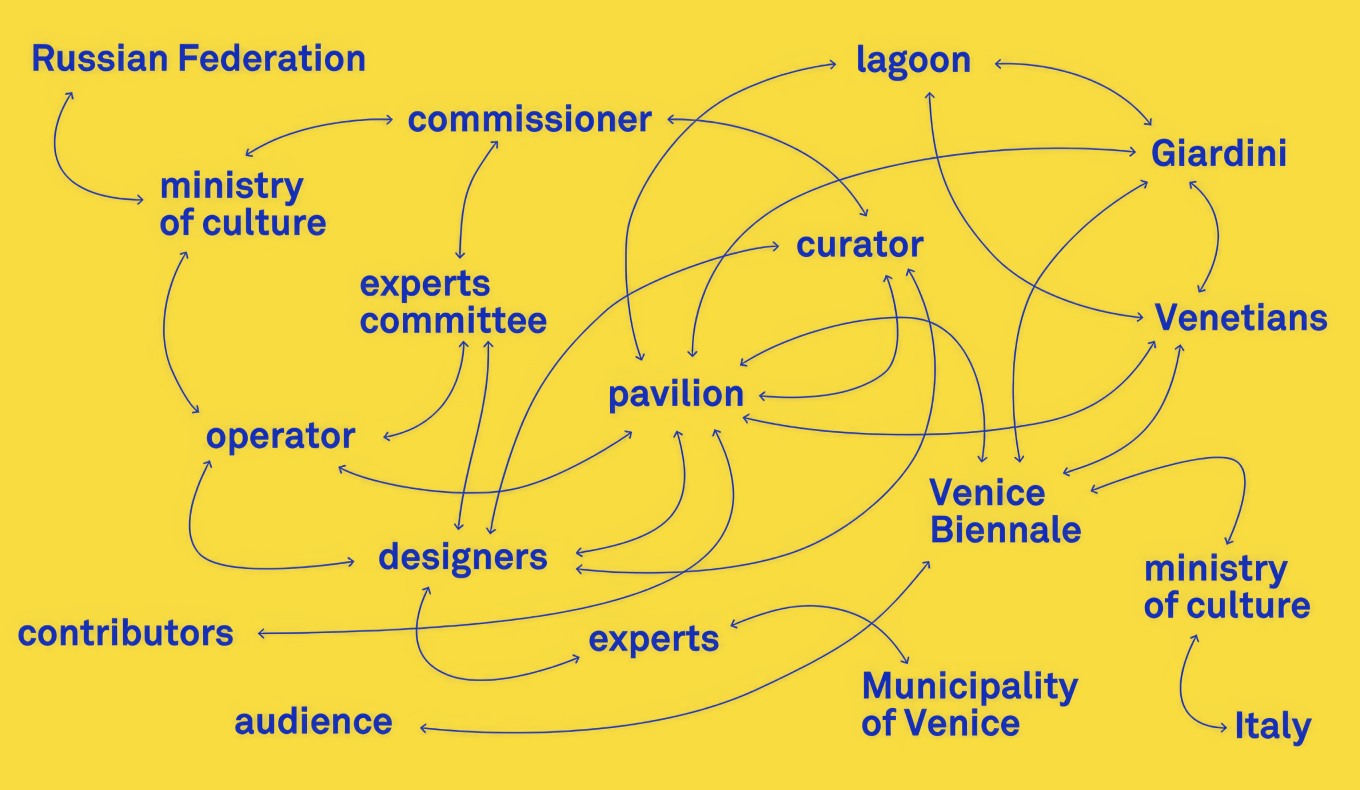 Russian Federation
lagoon
commissioner
Giardini
ministry
of culture
curator
experts
committee
Venetians
pavilion
operator
Venice
Biennale
designers
ministry
of culture
contributors
experts
Municipality
of Venice
audience
Italy